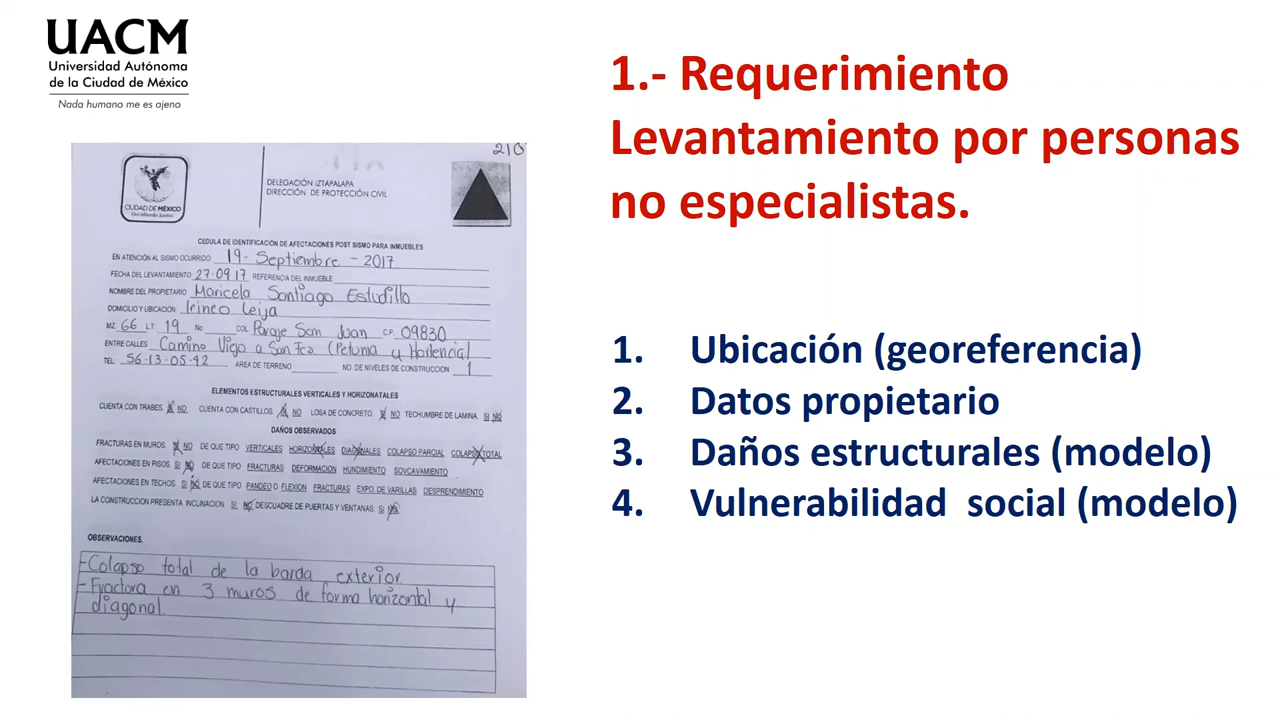 UACM
Universidad Autónoma
de la Ciudad de México
Nada humano me es ajeno
1.- Requerimiento
Levantamiento por personas
no especialistas.
1. Ubicación (georeferencia)
2. Datos propietario
3. Daños estructurales (modelo)
4. Vulnerabilidad social (modelo)
210
CIUDAD DE MÉXICO
Decidiendo Juntos
DELEGACIÓN IZTAPALAPA
DIRECCIÓN DE PROTECCIÓN CIVIL
CEDULA DE IDENTIFICACIÓN DE AFECTACIONES POST SISMO PARA INMUEBLES
EN ATENCIÓN AL SISMO OCURRIDO 19- Septiembre - 2017
FECHA DEL LEVANTAMIENTO 27-09 17 REFERENCIA DEL INMUEBLE
NOMBRE DEL PROPIETARIO Maricela Santiago Estudillo
DOMICILIO Y UBICACIÓN Irineo Leija
MZ 66 LT 19 Nc COL Paraje San Juan C.P. 09830
ENTRE CALLES Camino Vigo a San Fco. (Petunia y Hortencia)
TEL 56-13-05-42 AREA DE TERRENO NO. DE NIVELES DE CONSTRUCCION 1
ELEMENTOS ESTRUCTURALES VERTICALES Y HORIZONTALES
CUENTA CON TRABES. SI NO CUENTA CON CASTILLOS. SI NO LOSA DE CONCRETO. SI NO TECHUMBRE DE LAMINA. SI NO
DAÑOS OBSERVADOS
FRACTURAS EN MUROS. SI NO DE QUE TIPO VERTICALES HORIZONTALES DIAGONALES COLAPSO PARCIAL COLAPSO TOTAL
AFECTACIONES EN PISOS. SI NO DE QUE TIPO FRACTURAS DEFORMACION HUNDIMIENTO SOVCAVAMIENTO
AFECTACIONES EN TECHOS. SI NO DE QUE TIPO PANDEO O FLEXION FRACTURAS EXPO. DE VARILLAS DESPRENDIMIENTO
LA CONSTRUCCION PRESENTA INCLINACION. SI NO DESCUADRE DE PUERTAS Y VENTANAS. SI NO
OBSERVACIONES.
-Colapso total de la barda exterior.
-Fractura en 3 muros de forma horizontal y
diagonal